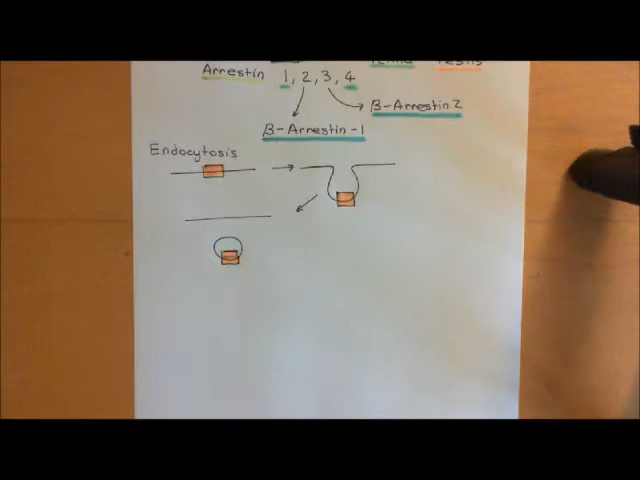 Arrestin 1, 2, 3, 4
β-Arrestin 2
β-Arrestin-1
Endocytosis